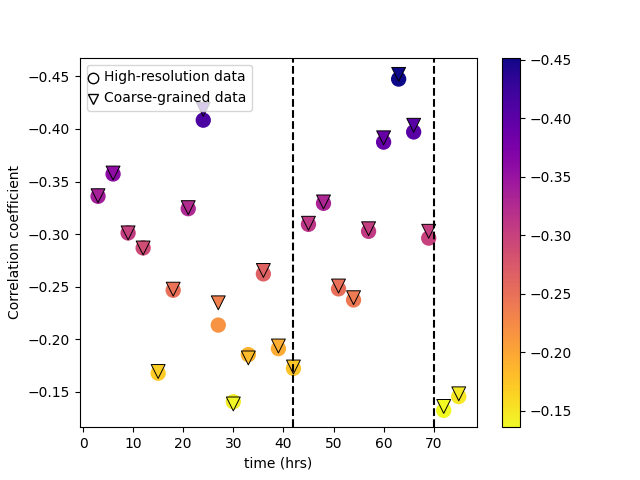 High-resolution data
Coarse-grained data
Correlation coefficient
−0.45
−0.40
−0.35
−0.30
−0.25
−0.20
−0.15
0 10 20 30 40 50 60 70
time (hrs)
−0.45
−0.40
−0.35
−0.30
−0.25
−0.20
−0.15